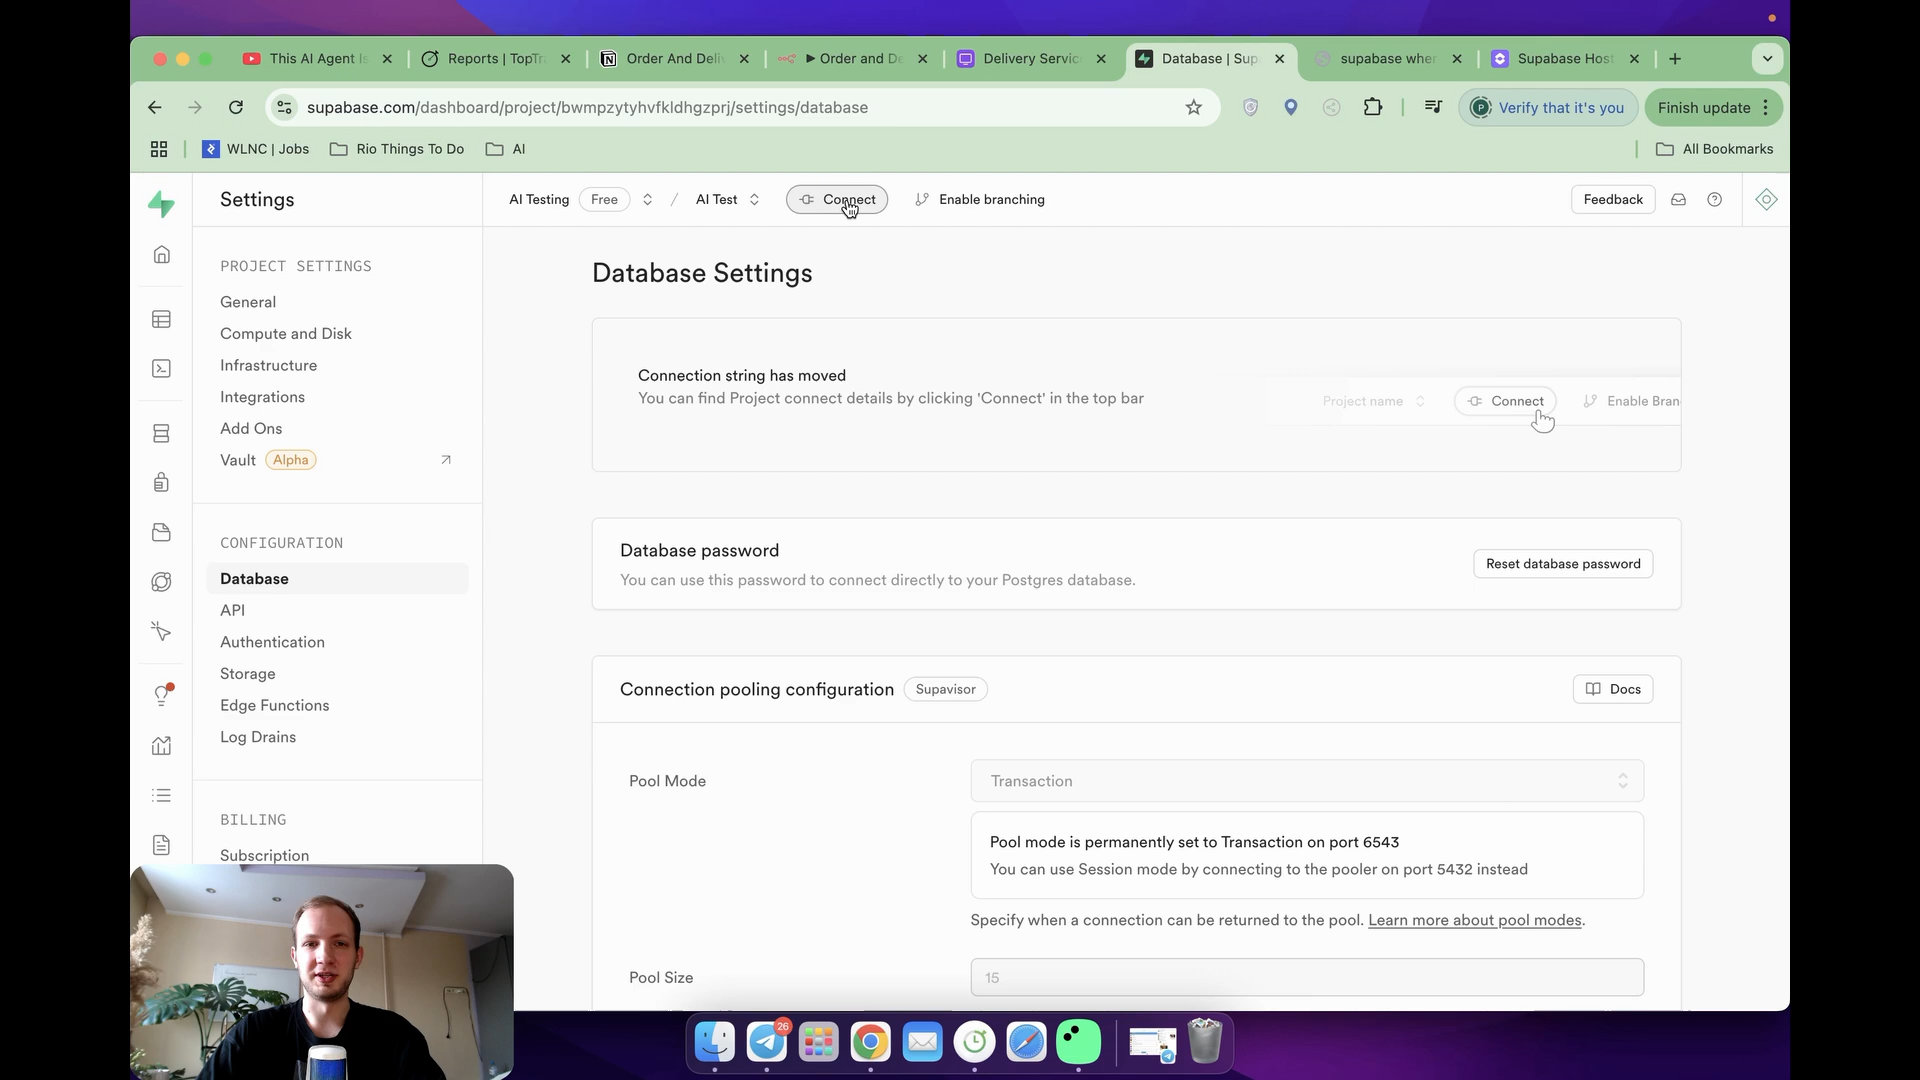 This AI Agent Is
Reports | TopTr
Order And Deli
▶ Order and De
Delivery Servic
Database | Sup
supabase wher
Supabase Host
supabase.com/dashboard/project/bwmpzytyhvfkldhgzprj/settings/database
Verify that it's you
Finish update
WLNC | Jobs
Rio Things To Do
AI
All Bookmarks
Settings
AI Testing
Free
/
AI Test
Connect
Enable branching
Feedback
PROJECT SETTINGS
General
Compute and Disk
Infrastructure
Integrations
Add Ons
Vault
Alpha
CONFIGURATION
Database
API
Authentication
Storage
Edge Functions
Log Drains
BILLING
Subscription
Database Settings
Connection string has moved
You can find Project connect details by clicking 'Connect' in the top bar
Project name
Connect
Enable Bran
Database password
You can use this password to connect directly to your Postgres database.
Reset database password
Connection pooling configuration
Supavisor
Docs
Pool Mode
Transaction
Pool mode is permanently set to Transaction on port 6543
You can use Session mode by connecting to the pooler on port 5432 instead
Specify when a connection can be returned to the pool. Learn more about pool modes.
Pool Size
15
26